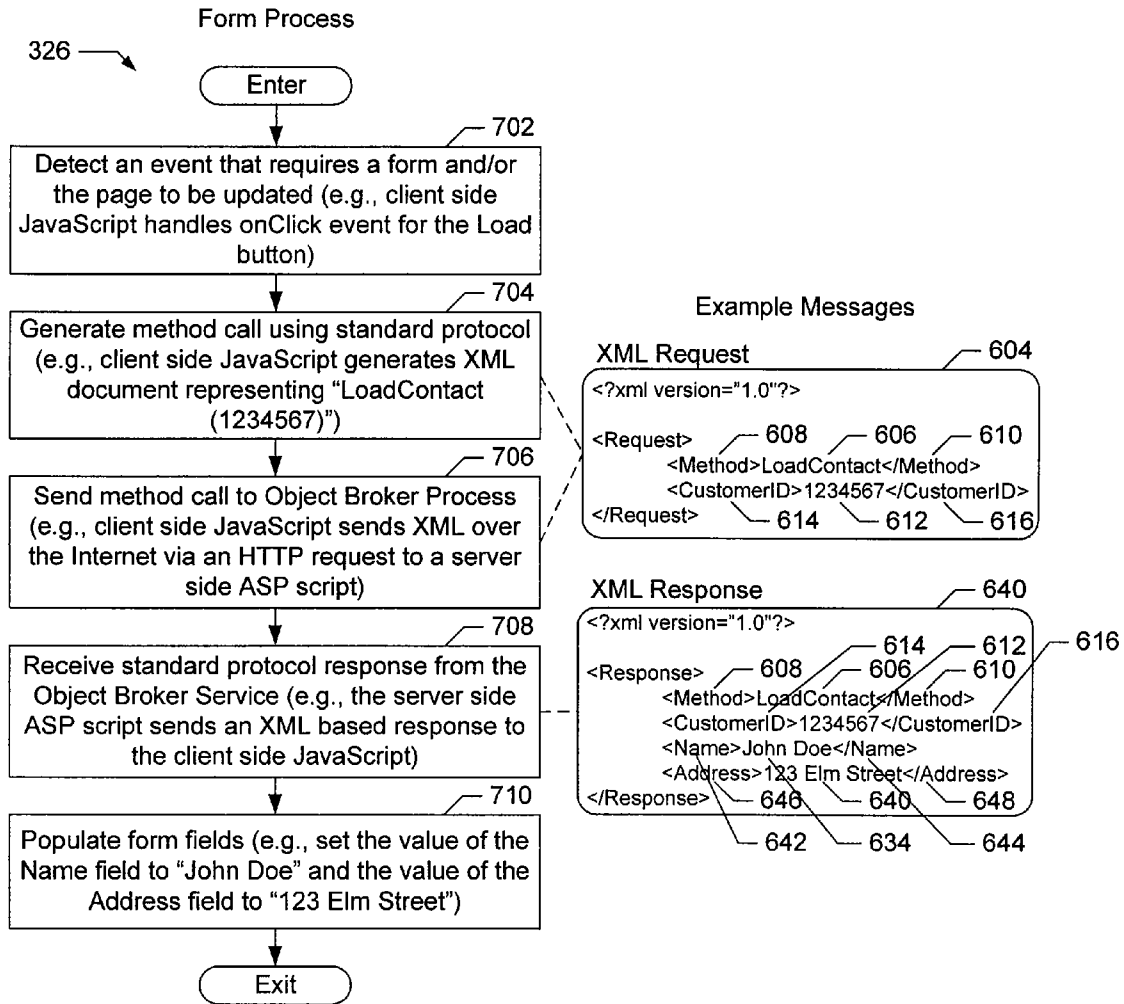 Form Process
326
Enter
702
Detect an event that requires a form and/or
the page to be updated (e.g., client side
JavaScript handles onClick event for the Load
button)
704
Generate method call using standard protocol
(e.g., client side JavaScript generates XML
document representing “LoadContact
(1234567)”)
706
Send method call to Object Broker Process
(e.g., client side JavaScript sends XML over
the Internet via an HTTP request to a server
side ASP script)
708
Receive standard protocol response from the
Object Broker Service (e.g., the server side
ASP script sends an XML based response to
the client side JavaScript)
710
Populate form fields (e.g., set the value of the
Name field to “John Doe” and the value of the
Address field to “123 Elm Street”)
Exit
Example Messages
XML Request
604
<?xml version="1.0"?>
608 606 610
<Request>
<Method>LoadContact</Method>
<CustomerID>1234567</CustomerID>
</Request>
614 612 616
XML Response
640
<?xml version="1.0"?>
614 612 616
<Response>
608 606 610
<Method>LoadContact</Method>
<CustomerID>1234567</CustomerID>
<Name>John Doe</Name>
<Address>123 Elm Street</Address>
</Response>
646 640 648
642 634 644